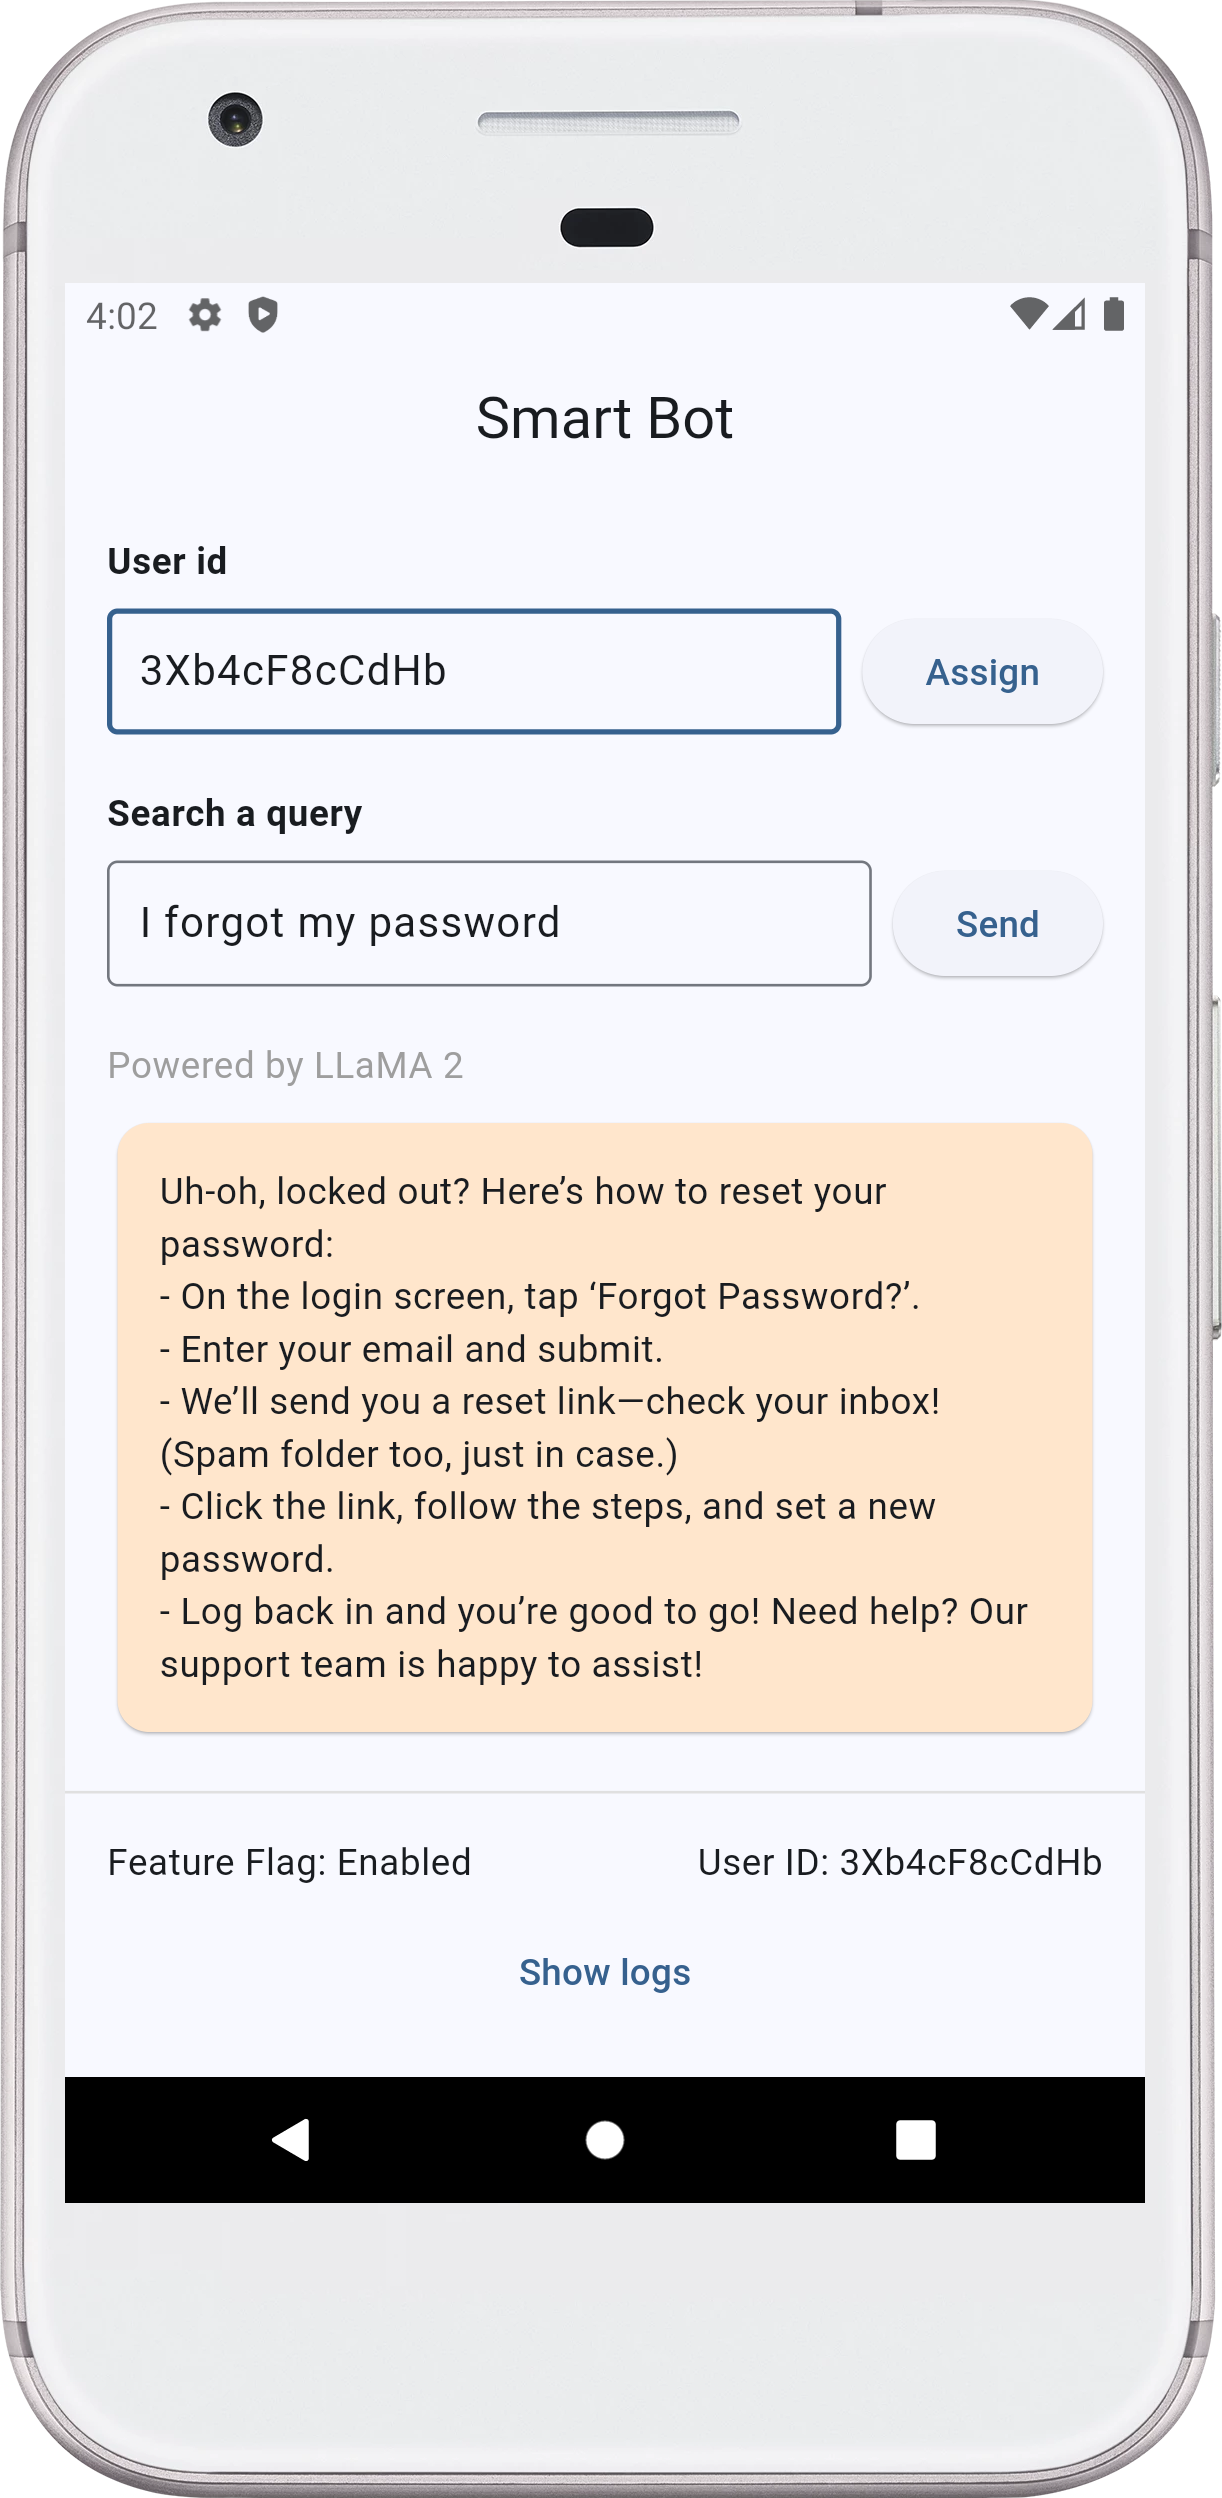 4:02
Smart Bot
User id
3Xb4cF8cCdHb
Assign
Search a query
I forgot my password
Send
Powered by LLaMA 2
Uh-oh, locked out? Here’s how to reset your
password:
- On the login screen, tap ‘Forgot Password?’.
- Enter your email and submit.
- We’ll send you a reset link—check your inbox!
(Spam folder too, just in case.)
- Click the link, follow the steps, and set a new
password.
- Log back in and you’re good to go! Need help? Our
support team is happy to assist!
Feature Flag: Enabled
User ID: 3Xb4cF8cCdHb
Show logs